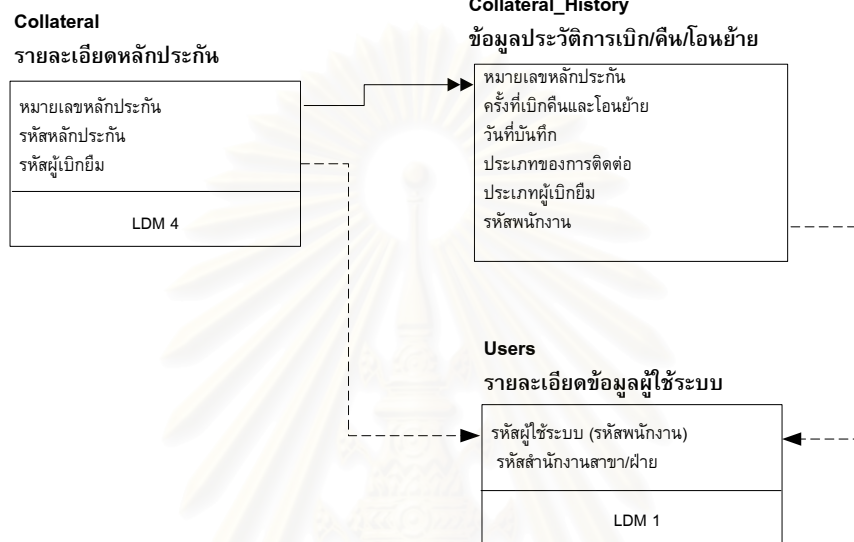 Collateral
รายละเอียดหลักประกัน
หมายเลขหลักประกัน
รหัสหลักประกัน
รหัสผู้เบิกยืม
LDM 4
Collateral_History
ข้อมูลประวัติการเบิก/คืน/โอนย้าย
หมายเลขหลักประกัน
ครั้งที่เบิกคืนและโอนย้าย
วันที่บันทึก
ประเภทของการติดต่อ
ประเภทผู้เบิกยืม
รหัสพนักงาน
Users
รายละเอียดข้อมูลผู้ใช้ระบบ
รหัสผู้ใช้ระบบ (รหัสพนักงาน)
รหัสสำนักงานสาขา/ฝ่าย
LDM 1